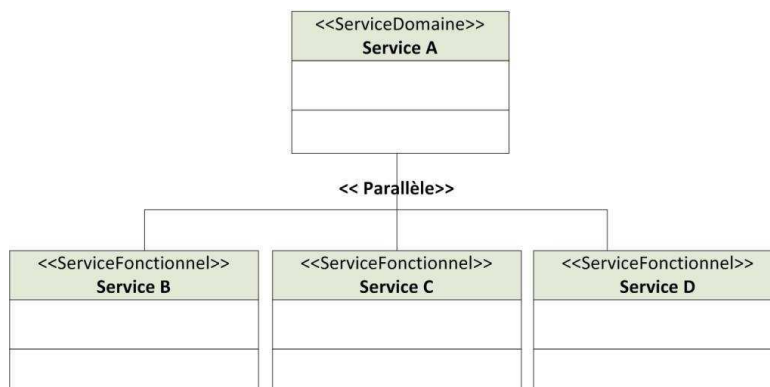 <<ServiceDomaine>>
Service A
<< Parallèle>>
<<ServiceFonctionnel>>
Service B
<<ServiceFonctionnel>>
Service C
<<ServiceFonctionnel>>
Service D